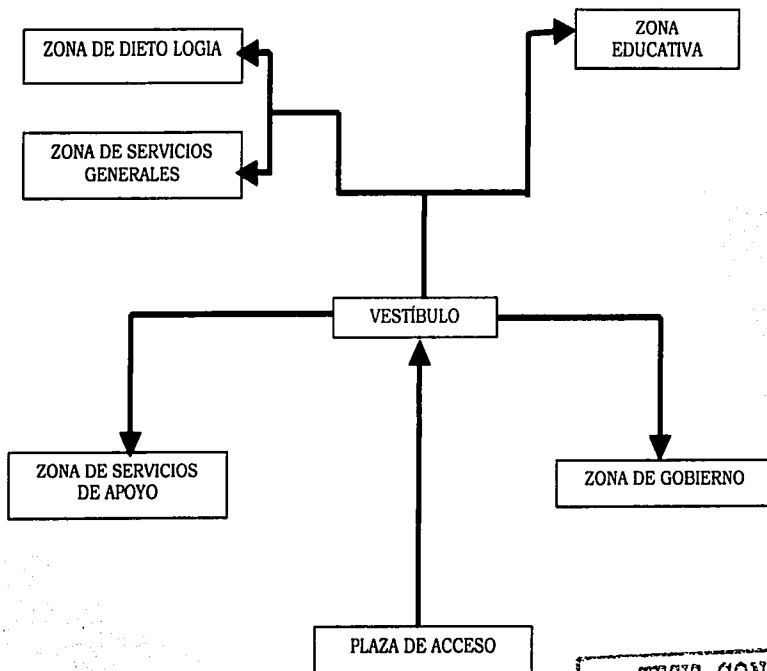 ZONA DE DIETO LOGIA
ZONA
EDUCATIVA
ZONA DE SERVICIOS
GENERALES
VESTÍBULO
ZONA DE SERVICIOS
DE APOYO
ZONA DE GOBIERNO
PLAZA DE ACCESO